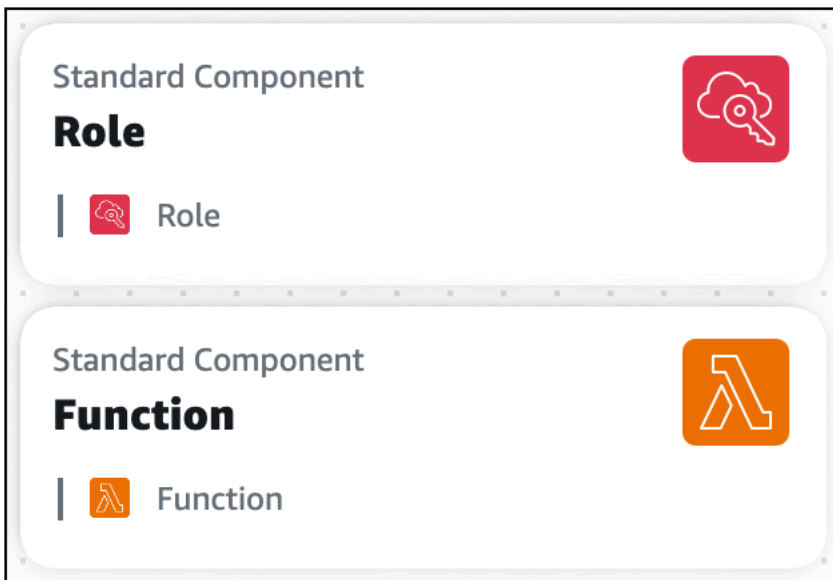 Standard Component
Role
Role
Standard Component
Function
Function